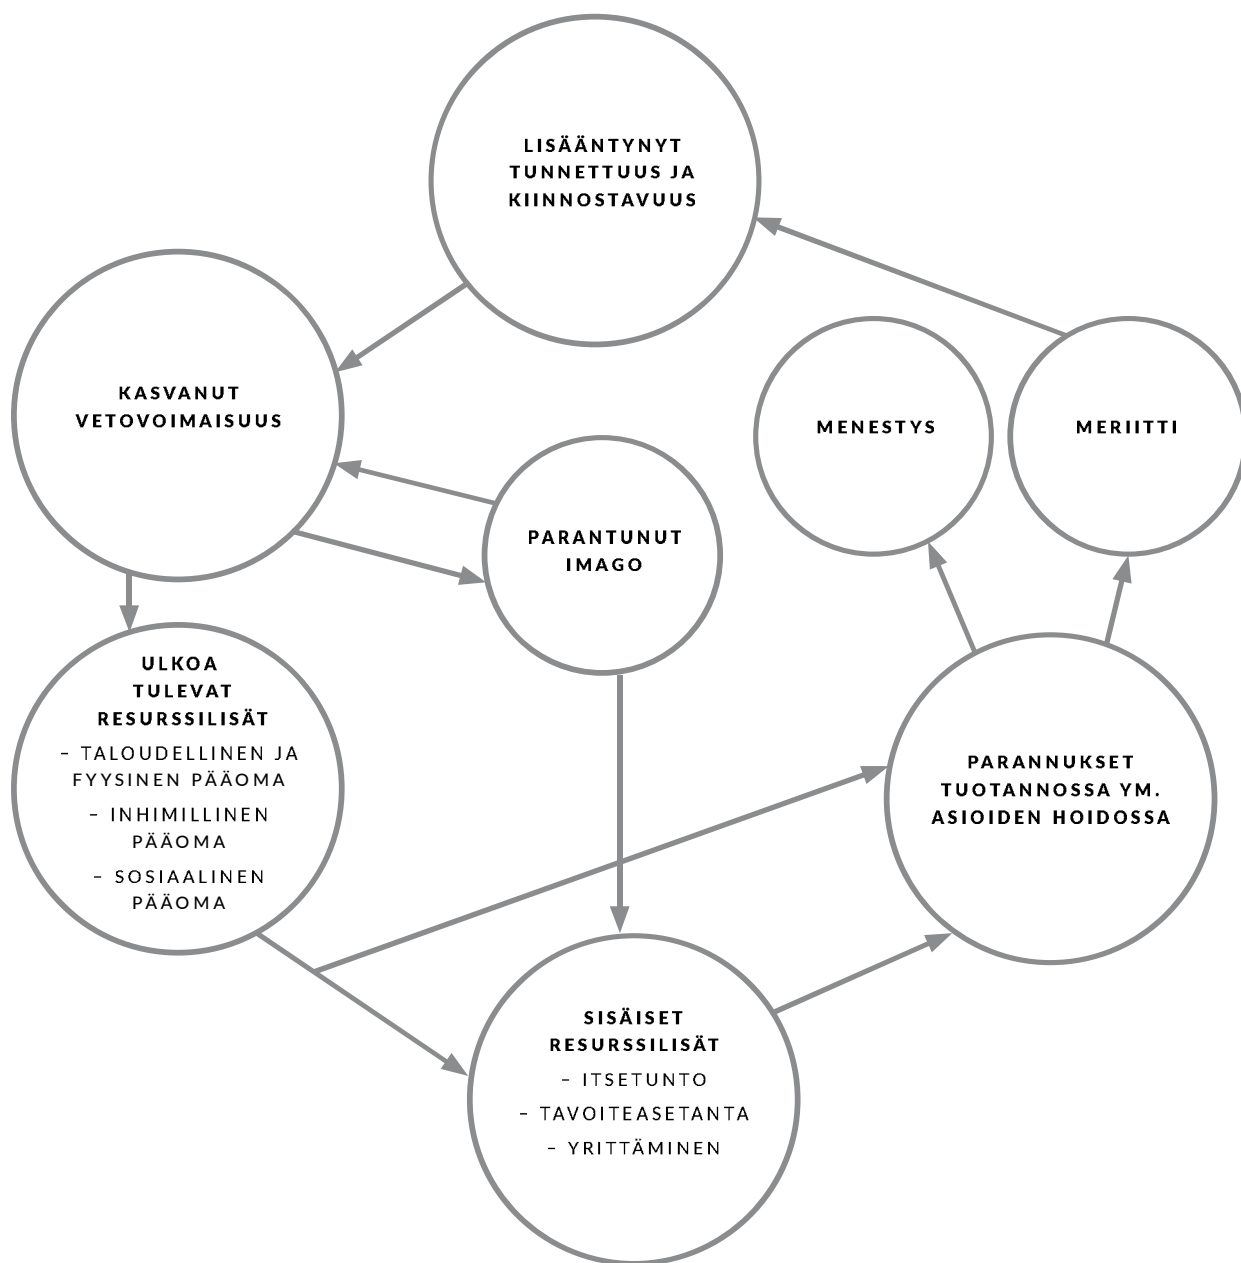 LISÄÄNTYNYT
TUNNETTUUS JA
KIINNOSTAVUUS
KASVANUT
VETOVOIMAISUUS
MENESTYS
MERIITTI
PARANTUNUT
IMAGO
ULKOA
TULEVAT
RESURSSILISÄT
– TALOUDELLINEN JA
FYYSINEN PÄÄOMA
– INHIMILLINEN
PÄÄOMA
– SOSIAALINEN
PÄÄOMA
PARANNUKSET
TUOTANNOSSA YM.
ASIOIDEN HOIDOSSA
SISÄISET
RESURSSILISÄT
– ITSETUNTO
– TAVOITEASETANTA
– YRITTÄMINEN